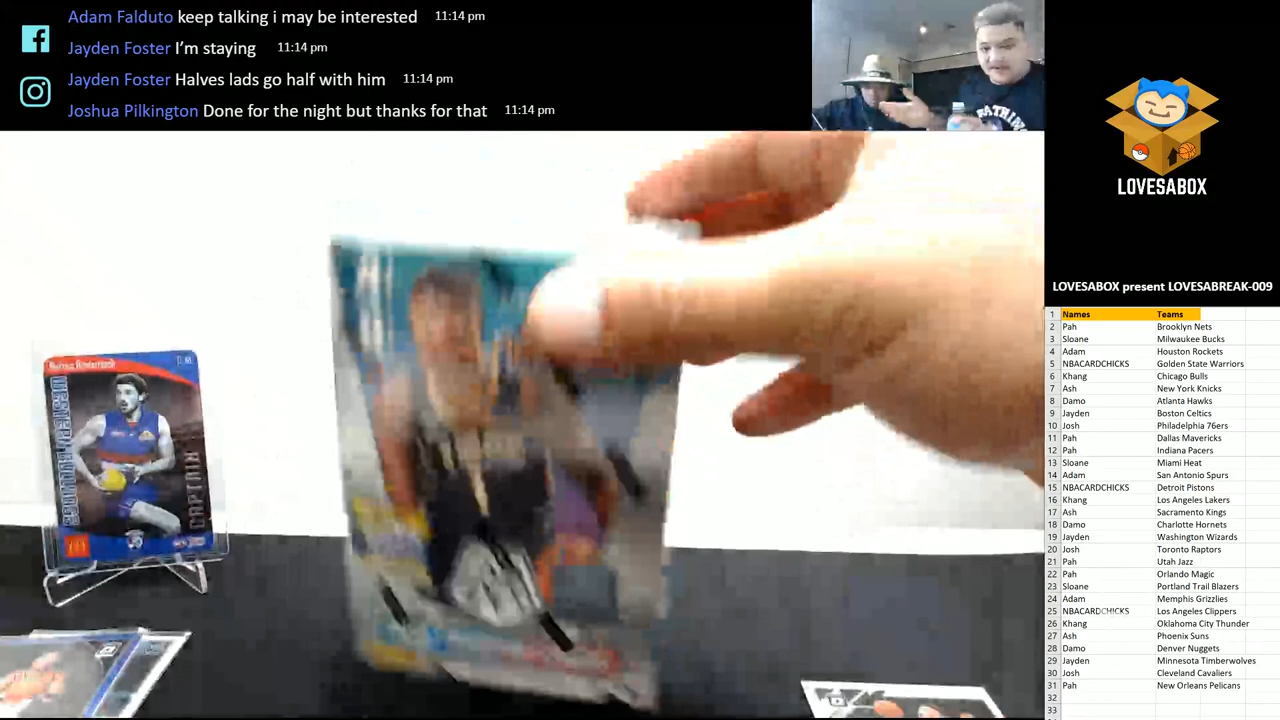 Adam Falduto keep talking i may be interested 11:14 pm
Jayden Foster I'm staying 11:14 pm
Jayden Foster Halves lads go half with him 11:14 pm
Joshua Pilkington Done for the night but thanks for that 11:14 pm
LOVESABOX
LOVESABOX present LOVESABREAK-009
1 Names Teams
2 Pah Brooklyn Nets
3 Sloane Milwaukee Bucks
4 Adam Houston Rockets
5 NBACARDCHICKS Golden State Warriors
6 Khang Chicago Bulls
7 Ash New York Knicks
8 Damo Atlanta Hawks
9 Jayden Boston Celtics
10 Josh Philadelphia 76ers
11 Pah Dallas Mavericks
12 Pah Indiana Pacers
13 Sloane Miami Heat
14 Adam San Antonio Spurs
15 NBACARDCHICKS Detroit Pistons
16 Khang Los Angeles Lakers
17 Ash Sacramento Kings
18 Damo Charlotte Hornets
19 Jayden Washington Wizards
20 Josh Toronto Raptors
21 Pah Utah Jazz
22 Pah Orlando Magic
23 Sloane Portland Trail Blazers
24 Adam Memphis Grizzlies
25 NBACARDCHICKS Los Angeles Clippers
26 Khang Oklahoma City Thunder
27 Ash Phoenix Suns
28 Damo Denver Nuggets
29 Jayden Minnesota Timberwolves
30 Josh Cleveland Cavaliers
31 Pah New Orleans Pelicans
32
33
WESTERN BULLDOGS
CAPTAIN